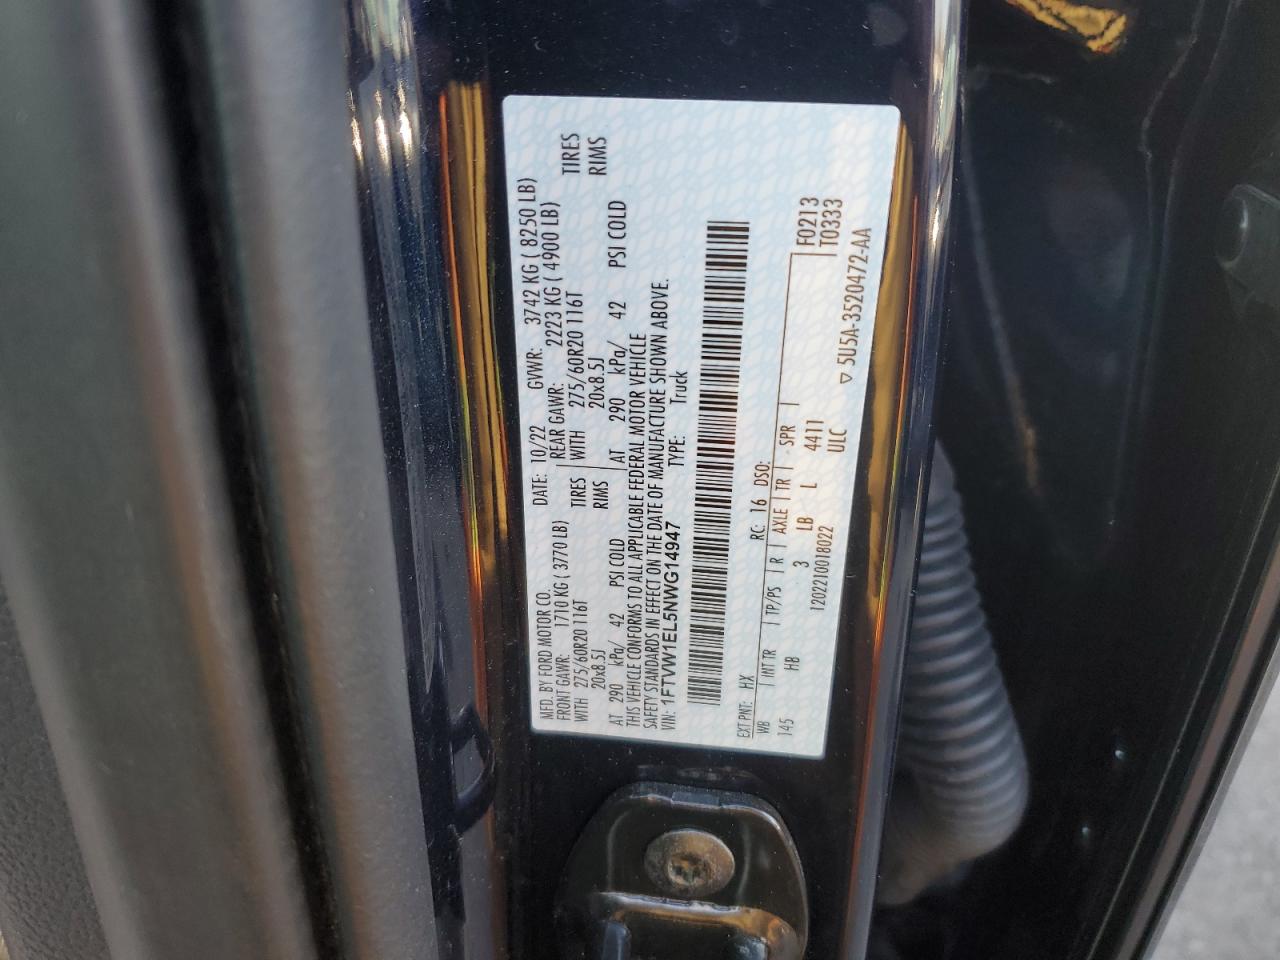 MFD. BY FORD MOTOR CO.
DATE: 10/22 GVWR: 3742 KG ( 8250 LB)
FRONT GAWR: 1710 KG ( 3770 LB) REAR GAWR: 2223 KG ( 4900 LB)
WITH 275/60R20 116T TIRES WITH 275/60R20 116T TIRES
20x8.5J RIMS 20x8.5J RIMS
AT 290 kPa/ 42 PSI COLD AT 290 kPa/ 42 PSI COLD
THIS VEHICLE CONFORMS TO ALL APPLICABLE FEDERAL MOTOR VEHICLE
SAFETY STANDARDS IN EFFECT ON THE DATE OF MANUFACTURE SHOWN ABOVE.
VIN: 1FTVW1EL5NWG14947 TYPE: Truck
EXT PNT: HX RC: 16 DSO: F0213
WB INT TR TP/PS R AXLE TR SPR T0333
145 HB 3 LB L 4411
1202210018022 ULC
▽ 5U5A-3520472-AA